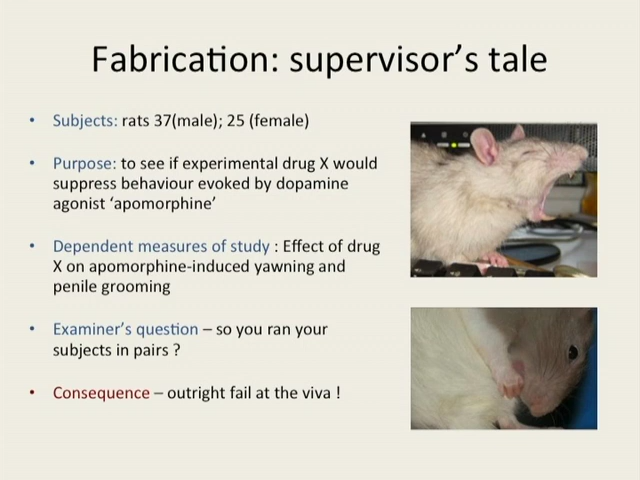 Fabrication: supervisor's tale
• Subjects: rats 37(male); 25 (female)
• Purpose: to see if experimental drug X would
suppress behaviour evoked by dopamine
agonist ‘apomorphine’
• Dependent measures of study : Effect of drug
X on apomorphine-induced yawning and
penile grooming
• Examiner’s question – so you ran your
subjects in pairs ?
• Consequence – outright fail at the viva !